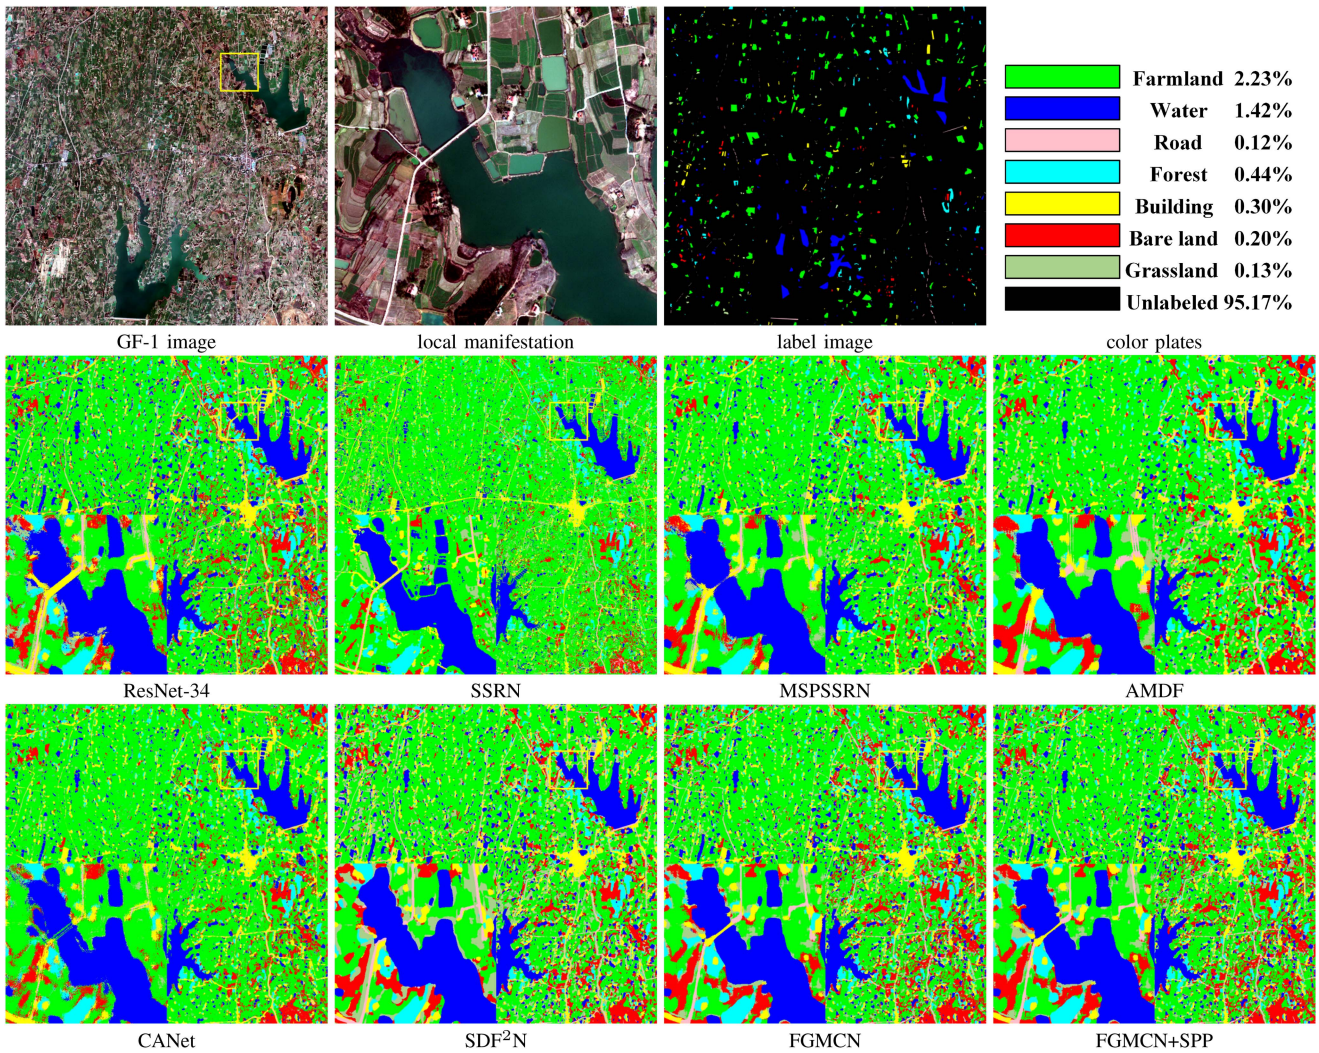 Farmland 2.23%
Water 1.42%
Road 0.12%
Forest 0.44%
Building 0.30%
Bare land 0.20%
Grassland 0.13%
Unlabeled 95.17%
GF-1 image
local manifestation
label image
color plates
ResNet-34
SSRN
MSPSSRN
AMDF
CANet
SDF²N
FGMCN
FGMCN+SPP